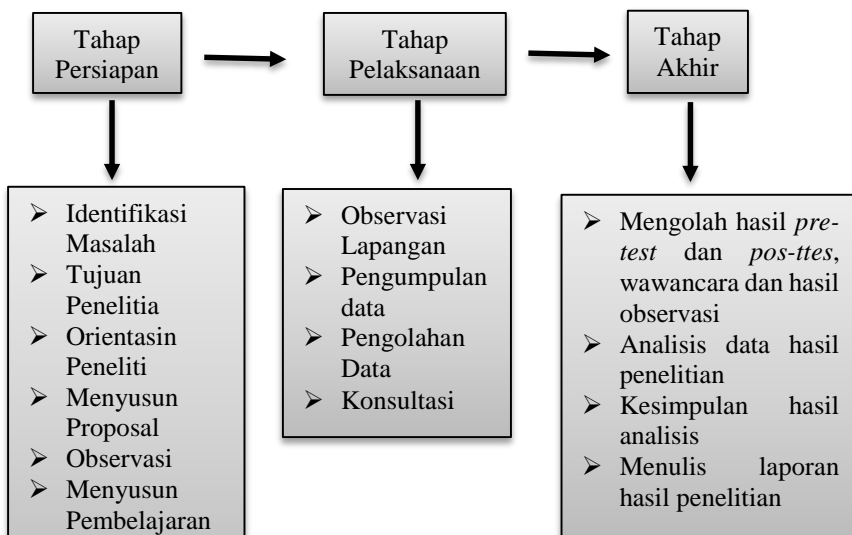 Tahap
Persiapan
Tahap
Pelaksanaan
Tahap
Akhir
➢ Identifikasi
Masalah
➢ Tujuan
Penelitia
➢ Orientasin
Peneliti
➢ Menyusun
Proposal
➢ Observasi
➢ Menyusun
Pembelajaran
➢ Observasi
Lapangan
➢ Pengumpulan
data
➢ Pengolahan
Data
➢ Konsultasi
➢ Mengolah hasil pre-
test dan pos-ttes,
wawancara dan hasil
observasi
➢ Analisis data hasil
penelitian
➢ Kesimpulan hasil
analisis
➢ Menulis laporan
hasil penelitian